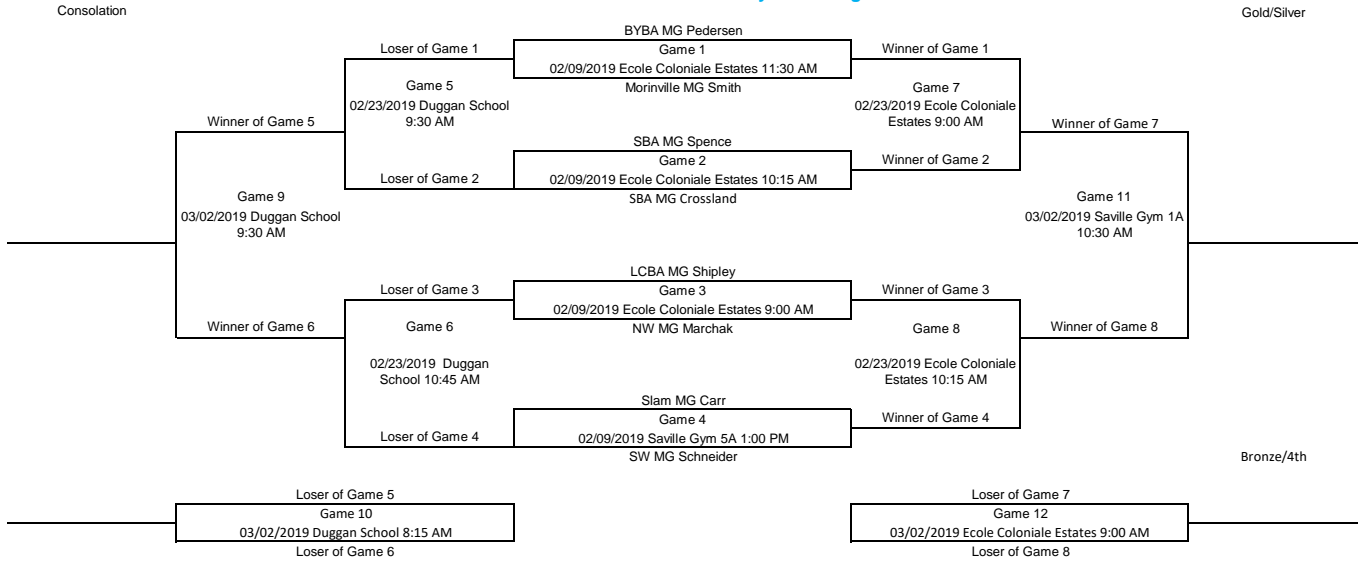 Consolation
Gold/Silver
BYBA MG Pedersen
Loser of Game 1
Game 1
Winner of Game 1
02/09/2019 Ecole Coloniale Estates 11:30 AM
Game 5
Morinville MG Smith
Game 7
02/23/2019 Duggan School
9:30 AM
02/23/2019 Ecole Coloniale
Estates 9:00 AM
Winner of Game 5
Winner of Game 7
SBA MG Spence
Game 2
Winner of Game 2
Loser of Game 2
02/09/2019 Ecole Coloniale Estates 10:15 AM
SBA MG Crossland
Game 9
03/02/2019 Duggan School
9:30 AM
Game 11
03/02/2019 Saville Gym 1A
10:30 AM
LCBA MG Shipley
Loser of Game 3
Game 3
Winner of Game 3
02/09/2019 Ecole Coloniale Estates 9:00 AM
Winner of Game 6
Game 6
NW MG Marchak
Game 8
Winner of Game 8
02/23/2019 Duggan
School 10:45 AM
02/23/2019 Ecole Coloniale
Estates 10:15 AM
Slam MG Carr
Game 4
Winner of Game 4
Loser of Game 4
02/09/2019 Saville Gym 5A 1:00 PM
SW MG Schneider
Bronze/4th
Loser of Game 5
Game 10
03/02/2019 Duggan School 8:15 AM
Loser of Game 6
Loser of Game 7
Game 12
03/02/2019 Ecole Coloniale Estates 9:00 AM
Loser of Game 8